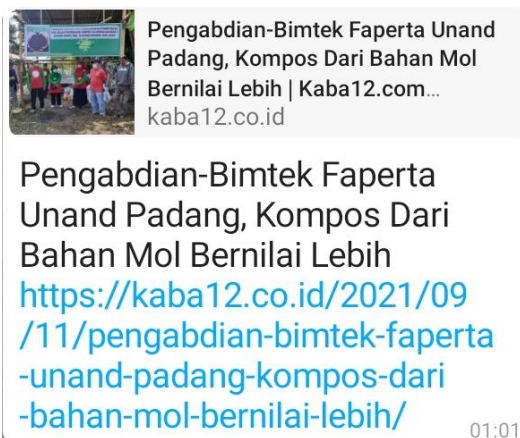 Pengabdian-Bimtek Faperta Unand
Padang, Kompos Dari Bahan Mol
Bernilai Lebih | Kaba12.com...
kaba12.co.id
Pengabdian-Bimtek Faperta
Unand Padang, Kompos Dari
Bahan Mol Bernilai Lebih
https://kaba12.co.id/2021/09
/11/pengabdian-bimtek-faperta
-unand-padang-kompos-dari
-bahan-mol-bernilai-lebih/
01:01